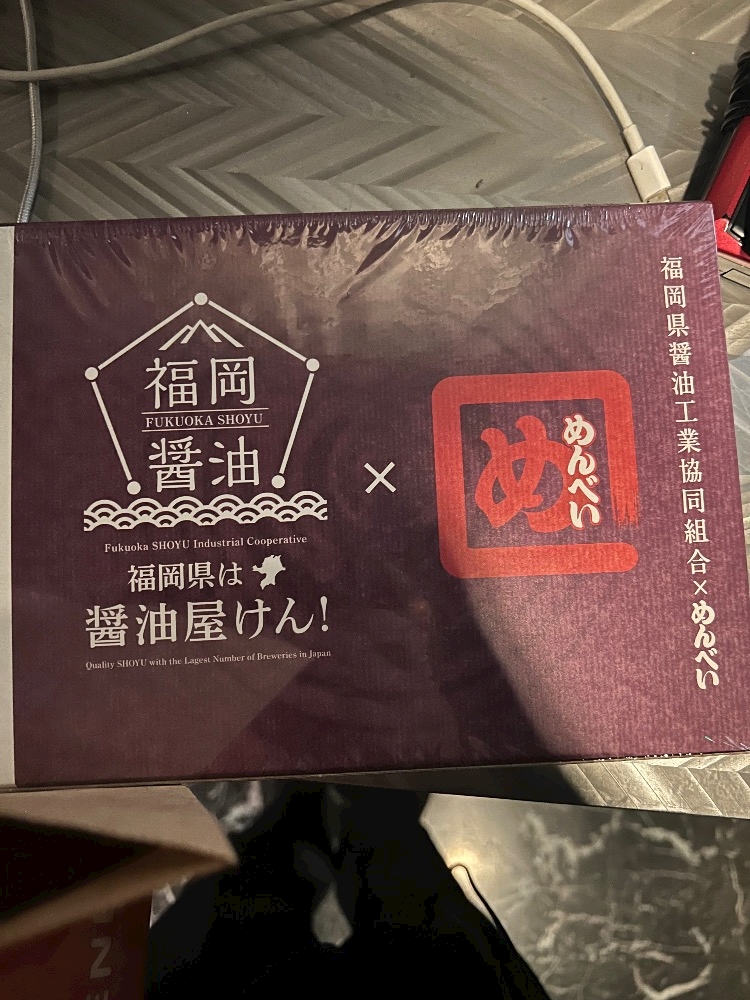 福岡
FUKUOKA SHOYU
醤油
Fukuoka SHOYU Industrial Cooperative
福岡県は
醤油屋けん!
Quality SHOYU with the Lagest Number of Breweries in Japan
×
め
めんべい
福岡県醤油工業協同組合×めんべい